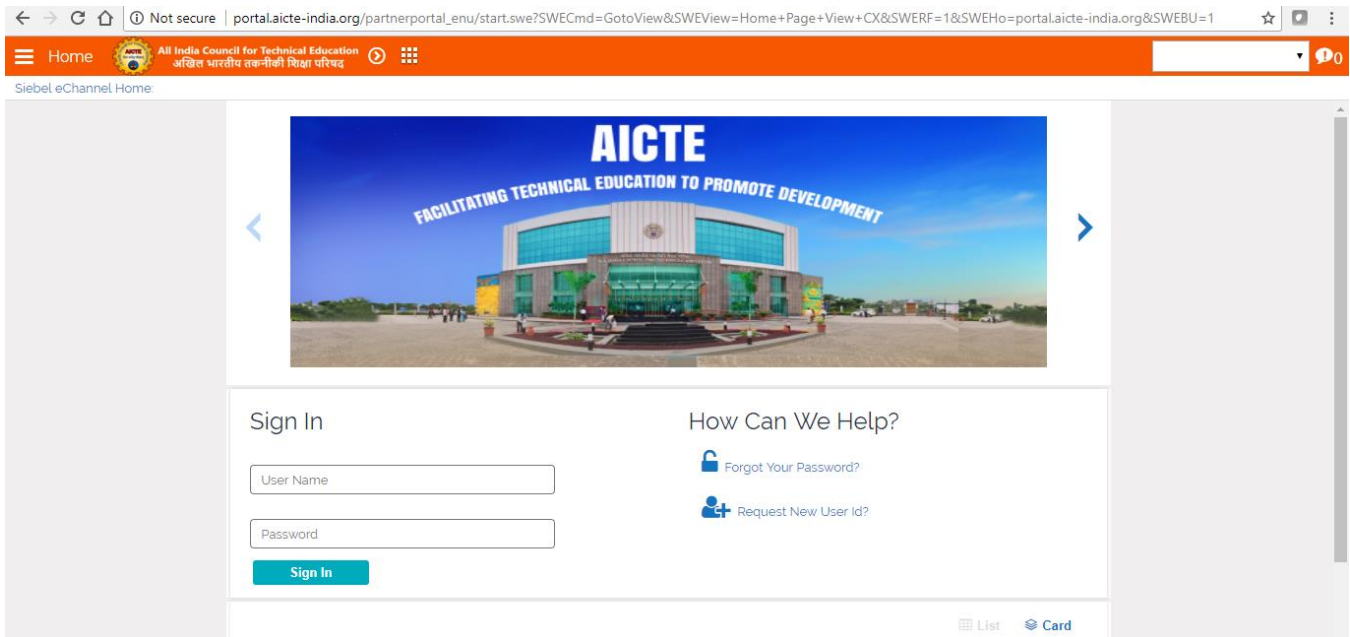 Not secure | portal.aicte-india.org/partnerportal_enu/start.swe?SWECmd=GotoView&SWEView=Home+Page+View+CX&SWERF=1&SWEHo=portal.aicte-india.org&SWEBU=1
Home
AICTE
All India Council for Technical Education
अखिल भारतीय तकनीकी शिक्षा परिषद
0
Siebel eChannel Home:
AICTE
FACILITATING TECHNICAL EDUCATION TO PROMOTE DEVELOPMENT
Sign In
How Can We Help?
User Name
Forgot Your Password?
Password
Request New User Id?
Sign In
List
Card